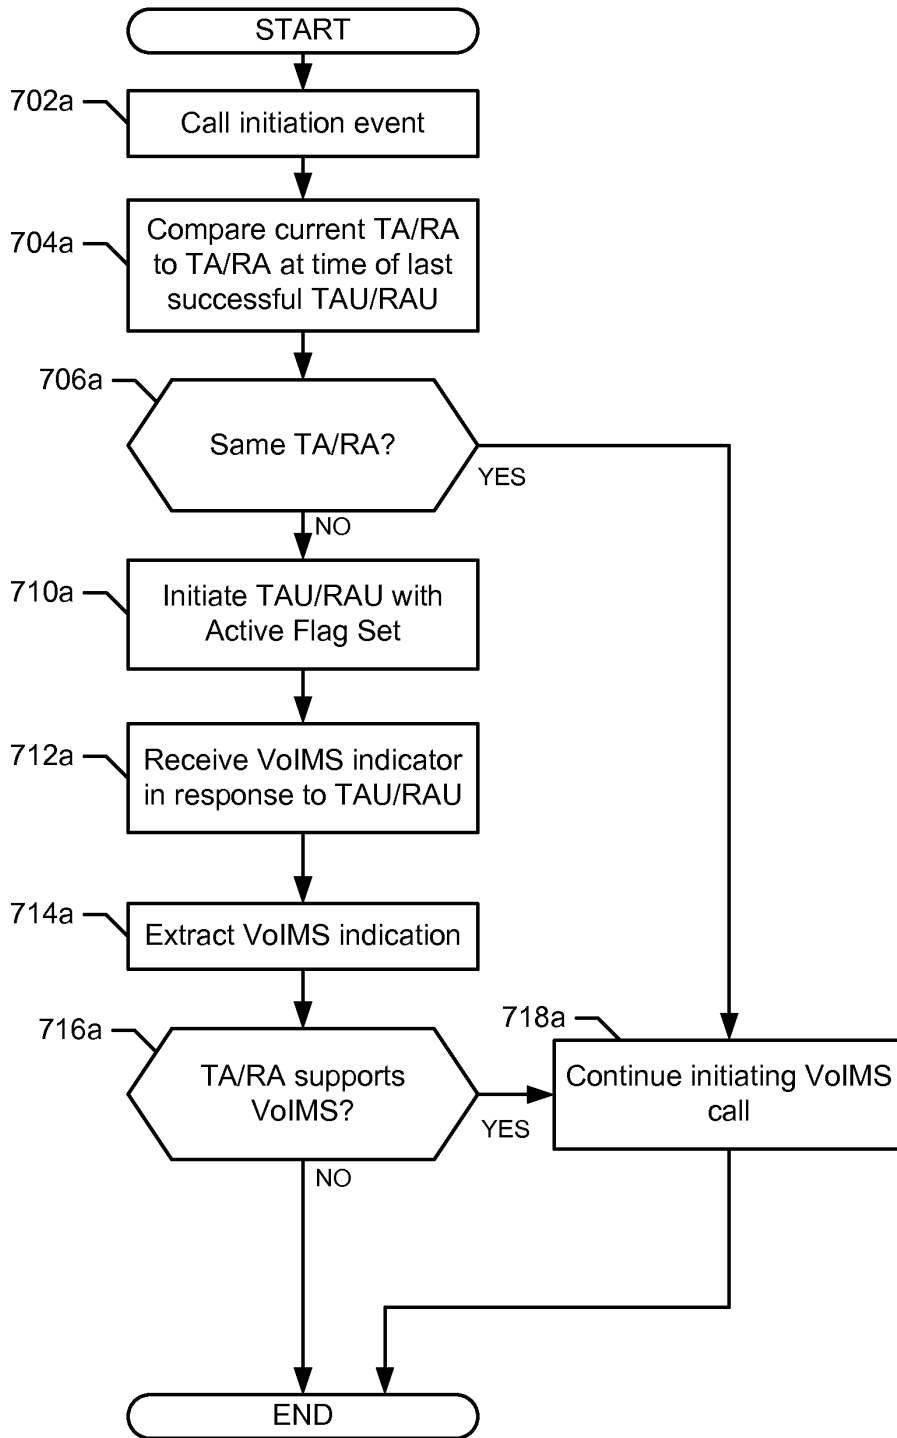 START
702a
Call initiation event
704a
Compare current TA/RA
to TA/RA at time of last
successful TAU/RAU
706a
Same TA/RA?
YES
NO
710a
Initiate TAU/RAU with
Active Flag Set
712a
Receive VoIMS indicator
in response to TAU/RAU
714a
Extract VoIMS indication
716a
TA/RA supports
VoIMS?
YES
NO
718a
Continue initiating VoIMS
call
END